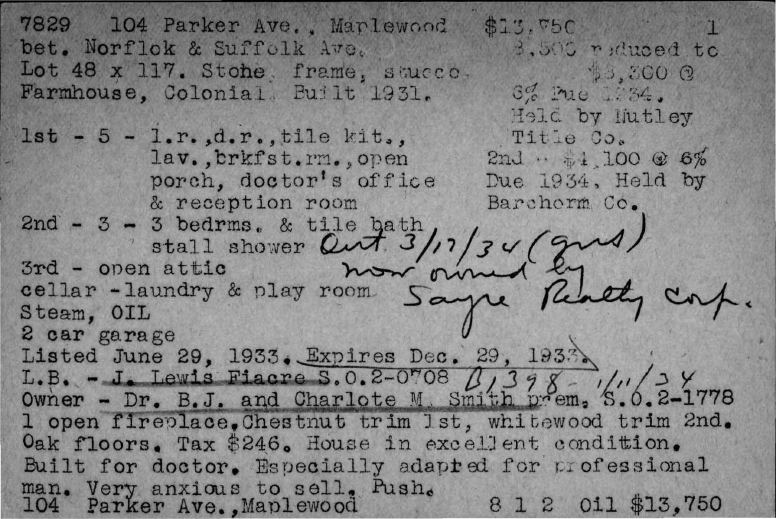 7829 104 Parker Ave., Maplewood $13,750 1
bet. Norflok & Suffolk Ave. 8,500 reduced to
Lot 48 x 117. Stohe, frame, stucco. $8,300 @
Farmhouse, Colonial. Built 1931. 6% Due 1934.
Held by Nutley
1st - 5 - l.r.,d.r.,tile kit., Title Co.
lav.,brkfst.rm.,open 2nd - $4,100 @ 6%
porch, doctor's office Due 1934. Held by
& reception room Barchorm Co.
2nd - 3 - 3 bedrms. & tile bath
stall shower Out 3/17/34 (gns)
3rd - open attic now owned by
cellar -laundry & play room. Sayre Realty Corp.
Steam, OIL
2 car garage
Listed June 29, 1933. Expires Dec. 29, 1933.
L.B. - J. Lewis Fiacre S.O.2-0708 B1398 - 1/11/34
Owner - Dr. B.J. and Charlote M. Smith prem. S.O.2-1778
1 open fireplace,Chestnut trim 1st, whitewood trim 2nd.
Oak floors. Tax $246. House in excellent condition.
Built for doctor. Especially adapted for professional
man. Very anxious to sell. Push.
104 Parker Ave.,Maplewood 8 1 2 Oil $13,750